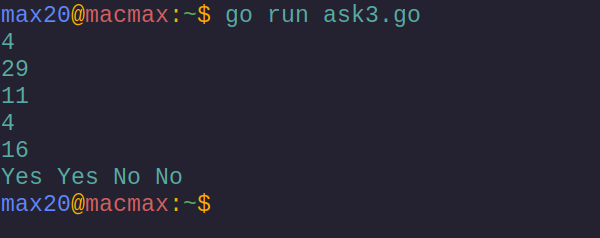 max20@macmax:~$ go run ask3.go
4
29
11
4
16
Yes Yes No No
max20@macmax:~$